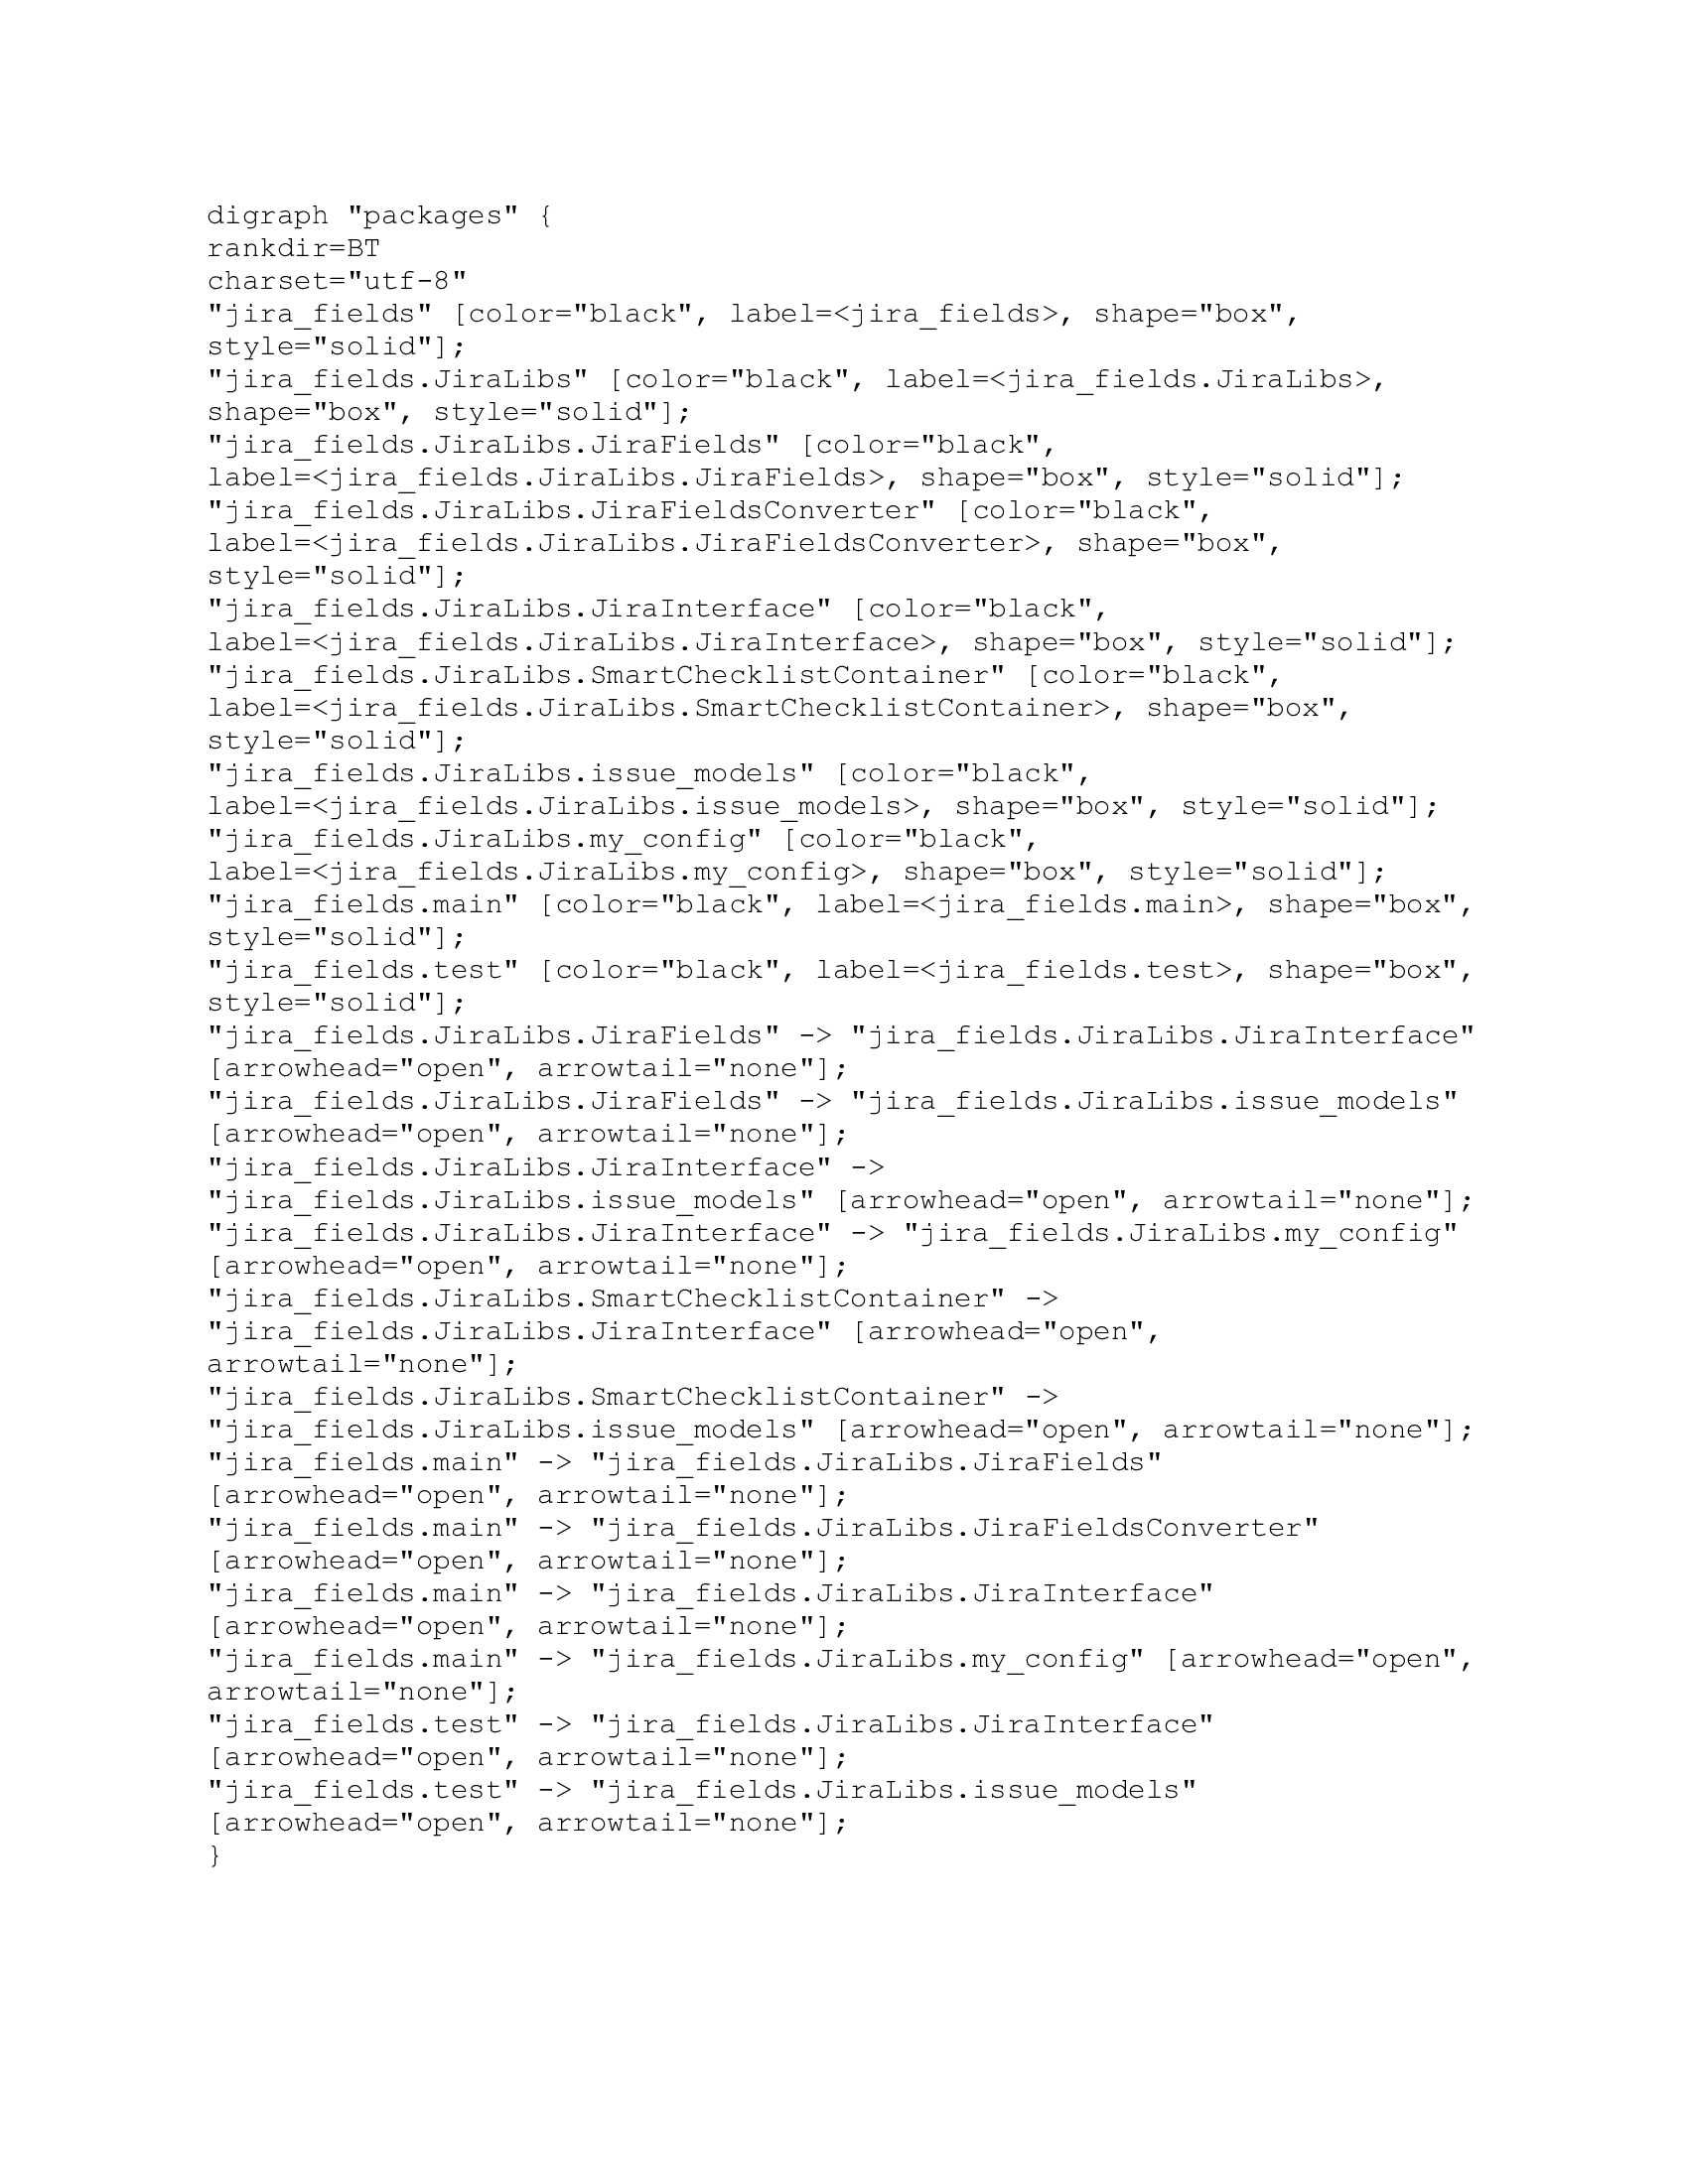 digraph "packages" {
rankdir=BT
charset="utf-8"
"jira_fields" [color="black", label=<jira_fields>, shape="box",
style="solid"];
"jira_fields.JiraLibs" [color="black", label=<jira_fields.JiraLibs>,
shape="box", style="solid"];
"jira_fields.JiraLibs.JiraFields" [color="black",
label=<jira_fields.JiraLibs.JiraFields>, shape="box", style="solid"];
"jira_fields.JiraLibs.JiraFieldsConverter" [color="black",
label=<jira_fields.JiraLibs.JiraFieldsConverter>, shape="box",
style="solid"];
"jira_fields.JiraLibs.JiraInterface" [color="black",
label=<jira_fields.JiraLibs.JiraInterface>, shape="box", style="solid"];
"jira_fields.JiraLibs.SmartChecklistContainer" [color="black",
label=<jira_fields.JiraLibs.SmartChecklistContainer>, shape="box",
style="solid"];
"jira_fields.JiraLibs.issue_models" [color="black",
label=<jira_fields.JiraLibs.issue_models>, shape="box", style="solid"];
"jira_fields.JiraLibs.my_config" [color="black",
label=<jira_fields.JiraLibs.my_config>, shape="box", style="solid"];
"jira_fields.main" [color="black", label=<jira_fields.main>, shape="box",
style="solid"];
"jira_fields.test" [color="black", label=<jira_fields.test>, shape="box",
style="solid"];
"jira_fields.JiraLibs.JiraFields" -> "jira_fields.JiraLibs.JiraInterface"
[arrowhead="open", arrowtail="none"];
"jira_fields.JiraLibs.JiraFields" -> "jira_fields.JiraLibs.issue_models"
[arrowhead="open", arrowtail="none"];
"jira_fields.JiraLibs.JiraInterface" ->
"jira_fields.JiraLibs.issue_models" [arrowhead="open", arrowtail="none"];
"jira_fields.JiraLibs.JiraInterface" -> "jira_fields.JiraLibs.my_config"
[arrowhead="open", arrowtail="none"];
"jira_fields.JiraLibs.SmartChecklistContainer" ->
"jira_fields.JiraLibs.JiraInterface" [arrowhead="open",
arrowtail="none"];
"jira_fields.JiraLibs.SmartChecklistContainer" ->
"jira_fields.JiraLibs.issue_models" [arrowhead="open", arrowtail="none"];
"jira_fields.main" -> "jira_fields.JiraLibs.JiraFields"
[arrowhead="open", arrowtail="none"];
"jira_fields.main" -> "jira_fields.JiraLibs.JiraFieldsConverter"
[arrowhead="open", arrowtail="none"];
"jira_fields.main" -> "jira_fields.JiraLibs.JiraInterface"
[arrowhead="open", arrowtail="none"];
"jira_fields.main" -> "jira_fields.JiraLibs.my_config" [arrowhead="open",
arrowtail="none"];
"jira_fields.test" -> "jira_fields.JiraLibs.JiraInterface"
[arrowhead="open", arrowtail="none"];
"jira_fields.test" -> "jira_fields.JiraLibs.issue_models"
[arrowhead="open", arrowtail="none"];
}